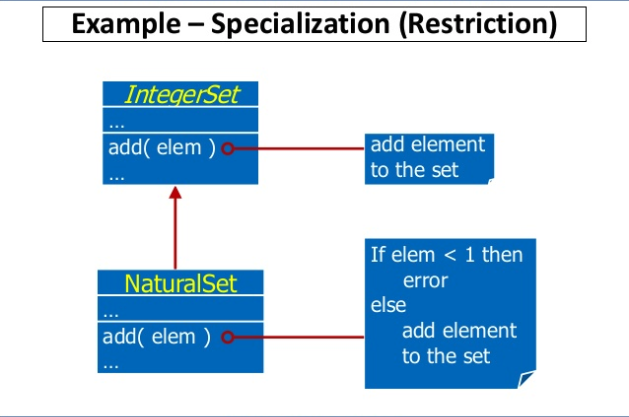 Example – Specialization (Restriction)
IntegerSet
...
add( elem )
...
add element
to the set
NaturalSet
...
add( elem )
...
If elem < 1 then
error
else
add element
to the set